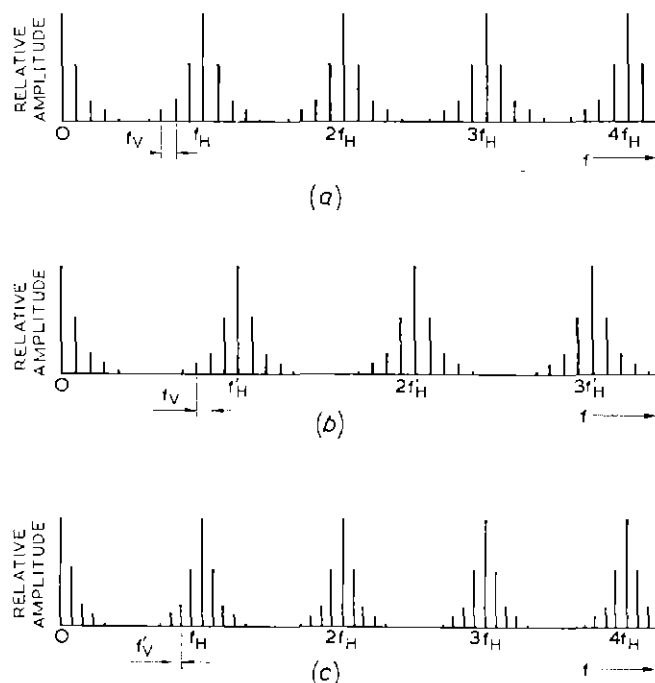 RELATIVE
AMPLITUDE
O
fV
fH
2fH
3fH
4fH
f
(a)
RELATIVE
AMPLITUDE
O
fV
f'H
2f'H
3f'H
f
(b)
RELATIVE
AMPLITUDE
O
f'V
fH
2fH
3fH
4fH
f
(c)